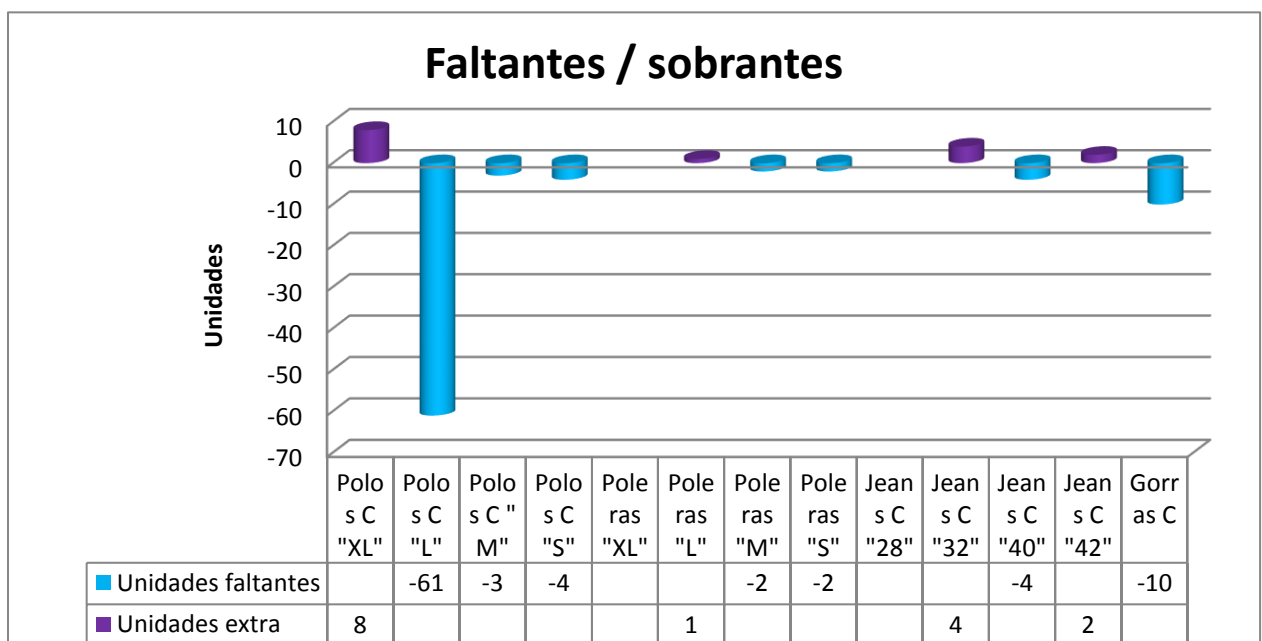 Faltantes / sobrantes
Unidades
10
0
-10
-20
-30
-40
-50
-60
-70
Polo Polo Polo Polo Pole Pole Pole Pole Jean Jean Jean Jean Gorr
s C s C s C " s C ras ras ras ras s C s C s C s C as C
"XL" "L" M" "S" "XL" "L" "M" "S" "28" "32" "40" "42"
Unidades faltantes -61 -3 -4 -2 -2 -4 -10
Unidades extra 8 1 4 2